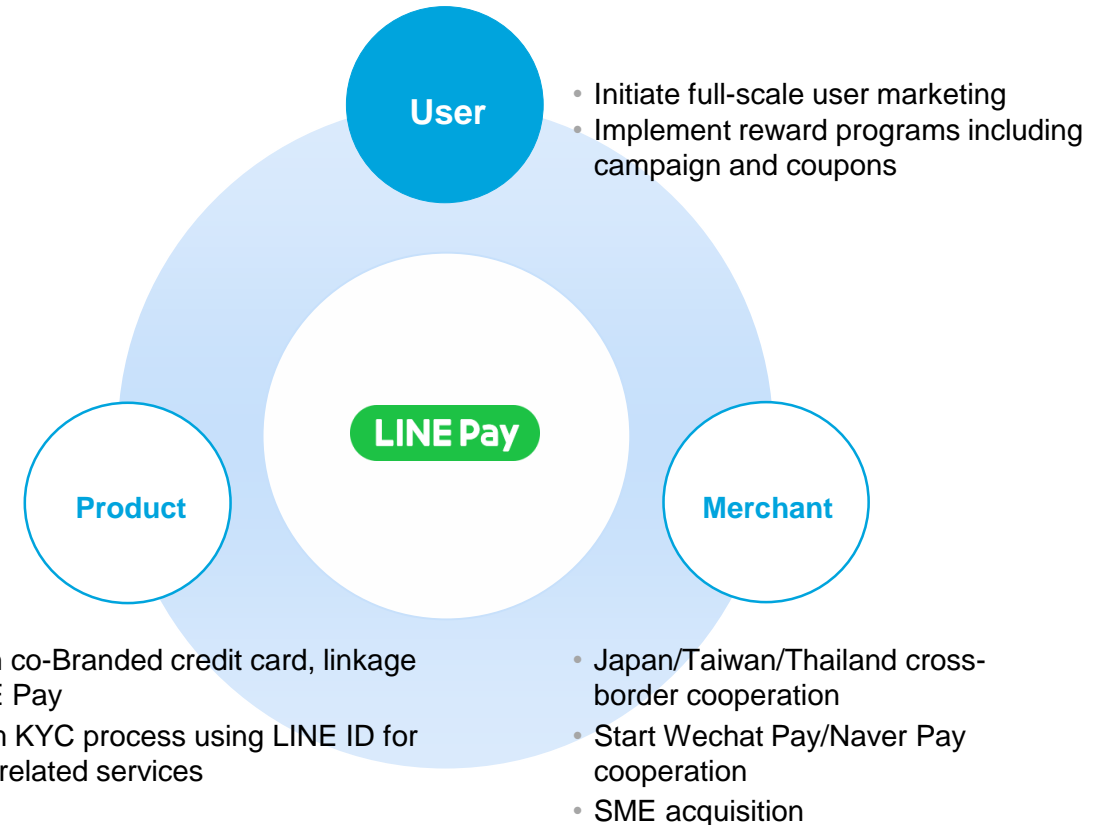 User
• Initiate full-scale user marketing
• Implement reward programs including
campaign and coupons
LINE Pay
Product
Merchant
co-Branded credit card, linkage
Pay
KYC process using LINE ID for
related services
• Japan/Taiwan/Thailand cross-
border cooperation
• Start Wechat Pay/Naver Pay
cooperation
• SME acquisition